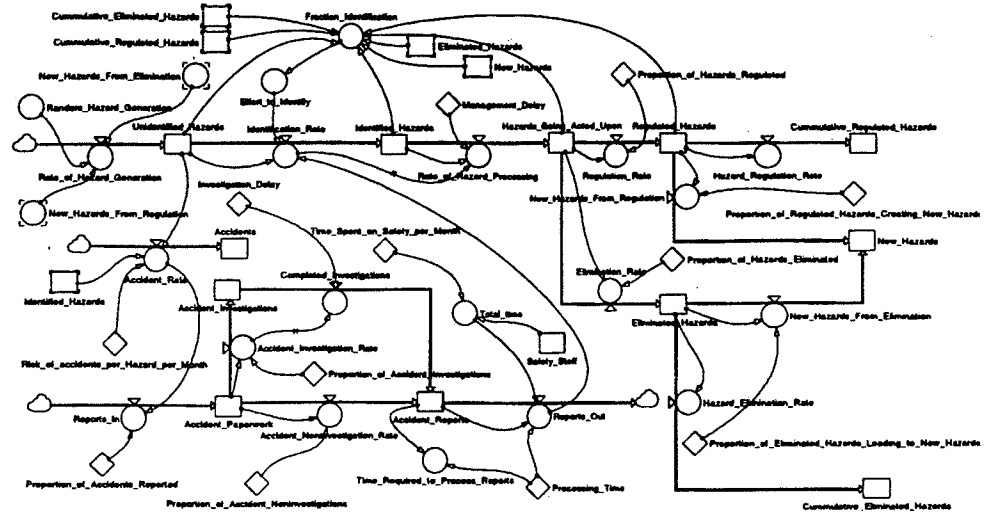 Cummulative_Eliminated_Hazards
Fraction_Identification
Cummulative_Regulated_Hazards
Eliminated_Hazards
New_Hazards
New_Hazards_From_Elimination
Proportion_of_Hazards_Regulated
Effort_to_Identify
Random_Hazard_Generation
Management_Delay
Unidentified_Hazards
Identification_Rate
Identified_Hazards
Hazards_Being_Acted_Upon
Regulated_Hazards
Cummulative_Regulated_Hazards
Rate_of_Hazard_Generation
Rate_of_Hazard_Processing
Regulation_Rate
Hazard_Regulation_Rate
Investigation_Delay
New_Hazards_From_Regulation
New_Hazards_From_Regulation
Proportion_of_Regulated_Hazards_Creating_New_Hazards
Accidents
Time_Spent_on_Safety_per_Month
New_Hazards
Accident_Rate
Completed_Investigations
Elimination_Rate
Proportion_of_Hazards_Eliminated
Identified_Hazards
Accident_Investigations
Total_time
Eliminated_Hazards
New_Hazards_From_Elimination
Accident_Investigation_Rate
Safety_Staff
Risk_of_accidents_per_Hazard_per_Month
Proportion_of_Accident_Investigations
Reports_In
Accident_Paperwork
Accident_Noninvestigation_Rate
Accident_Reports
Reports_Out
Hazard_Elimination_Rate
Proportion_of_Eliminated_Hazards_Leading_to_New_Hazards
Proportion_of_Accidents_Reported
Time_Required_to_Process_Reports
Processing_Time
Proportion_of_Accident_Noninvestigations
Cummulative_Eliminated_Hazards